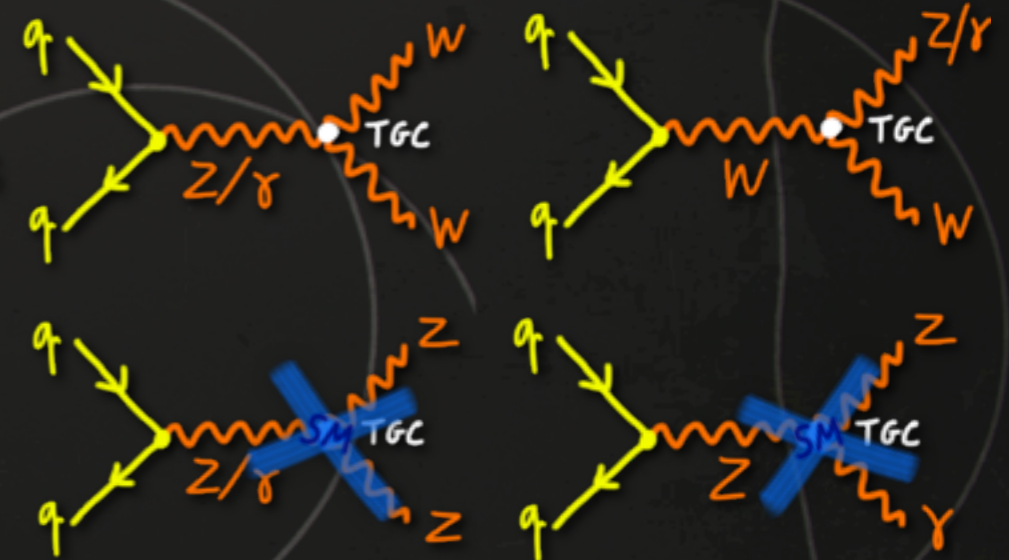 q W q Z/γ
TGC TGC
Z/γ W
q W q W
q Z q Z
SM TGC SM TGC
Z/γ Z
q Z q γ